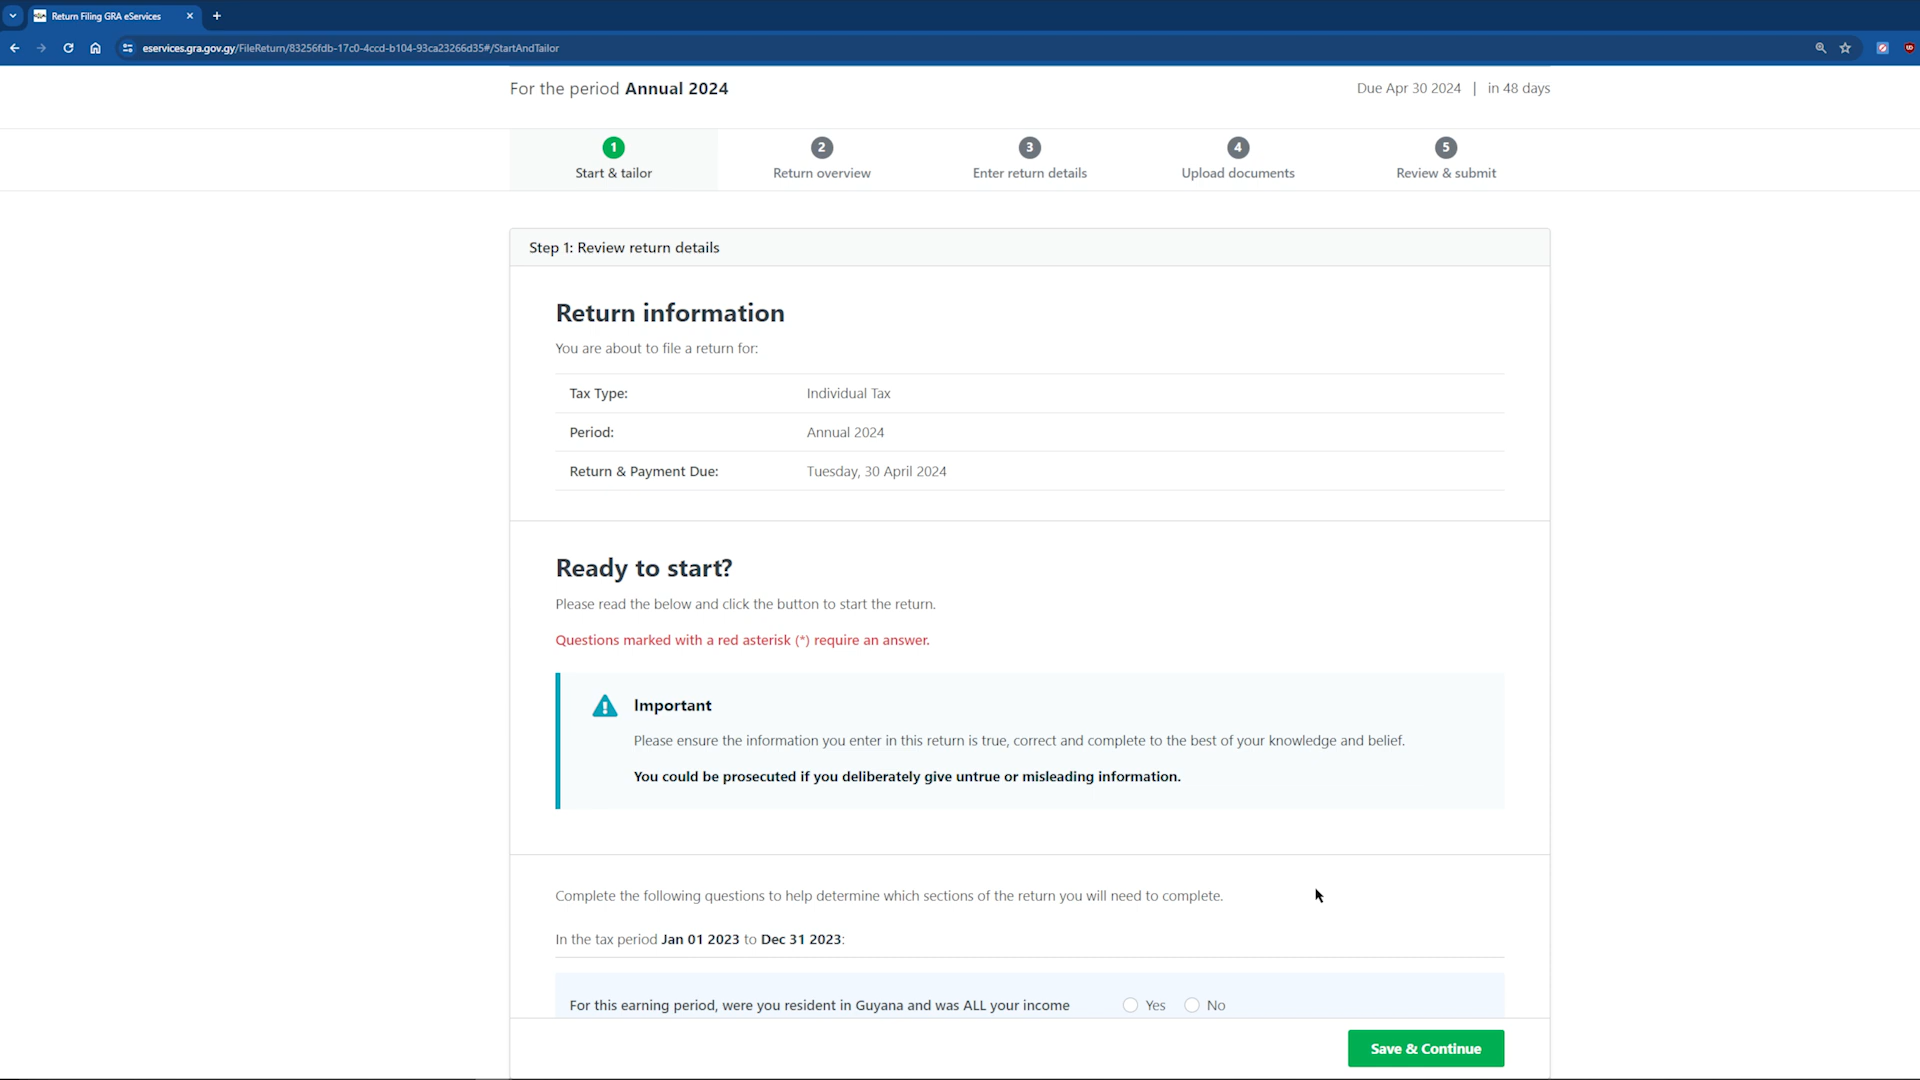 Return Filing GRA eServices
eservices.gra.gov.gy/FileReturn/83256fdb-17c0-4ccd-b104-93ca23266d35#/StartAndTailor
For the period Annual 2024
Due Apr 30 2024 | in 48 days
1
Start & tailor
2
Return overview
3
Enter return details
4
Upload documents
5
Review & submit
Step 1: Review return details
Return information
You are about to file a return for:
Tax Type: Individual Tax
Period: Annual 2024
Return & Payment Due: Tuesday, 30 April 2024
Ready to start?
Please read the below and click the button to start the return.
Questions marked with a red asterisk (*) require an answer.
Important
Please ensure the information you enter in this return is true, correct and complete to the best of your knowledge and belief.
You could be prosecuted if you deliberately give untrue or misleading information.
Complete the following questions to help determine which sections of the return you will need to complete.
In the tax period Jan 01 2023 to Dec 31 2023:
For this earning period, were you resident in Guyana and was ALL your income Yes No
Save & Continue